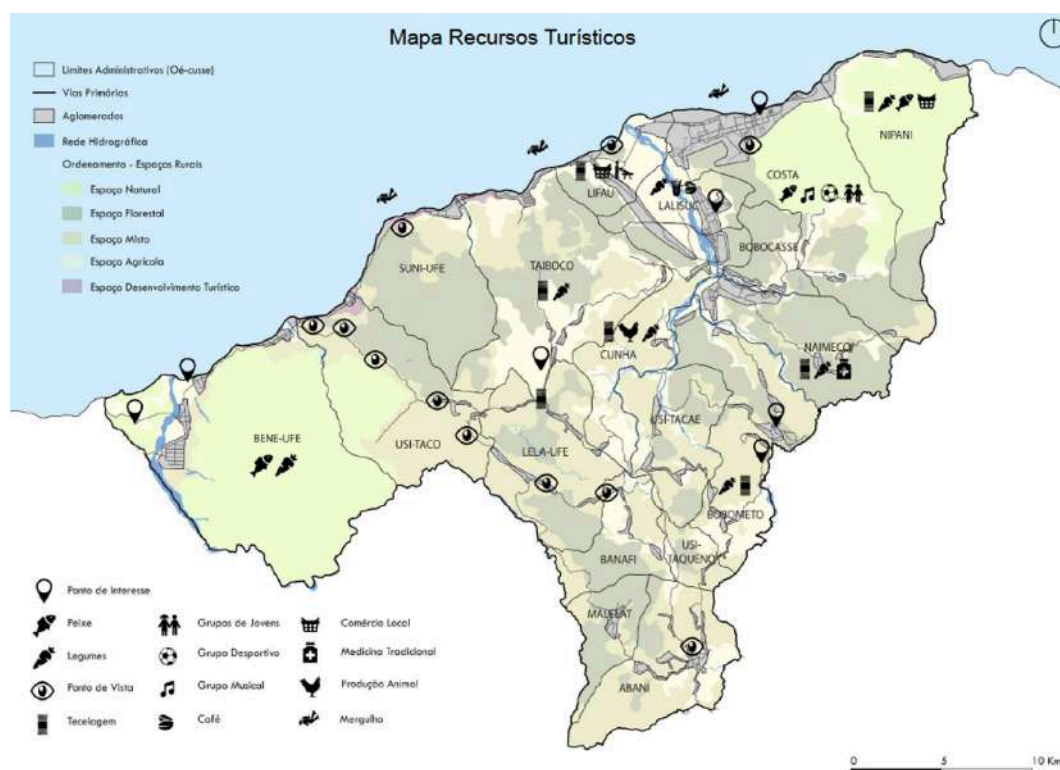 Mapa Recursos Turísticos
Limites Administrativos (Oé-cusse)
Vias Primárias
Aglomerados
Rede Hidrográfica
Ordenamento - Espaços Rurais
Espaço Natural
Espaço Florestal
Espaço Misto
Espaço Agrícola
Espaço Desenvolvimento Turístico
NIPANI
COSTA
LIFAU
LALISUC
BOBOCASSE
SUNI-UFE
TAIBOCO
CUNHA
NAIMECO
USI-TACAE
BENE-UFE
USI-TACO
LELA-UFE
BOBOMETO
USI-
TAQUENO
BANAFI
MALELAT
ABANI
Ponto de Interesse
Peixe
Grupos de Jovens
Comércio Local
Legumes
Grupo Desportivo
Medicina Tradicional
Ponto de Vista
Grupo Musical
Produção Animal
Tecelagem
Café
Mergulho
0 5 10 Km